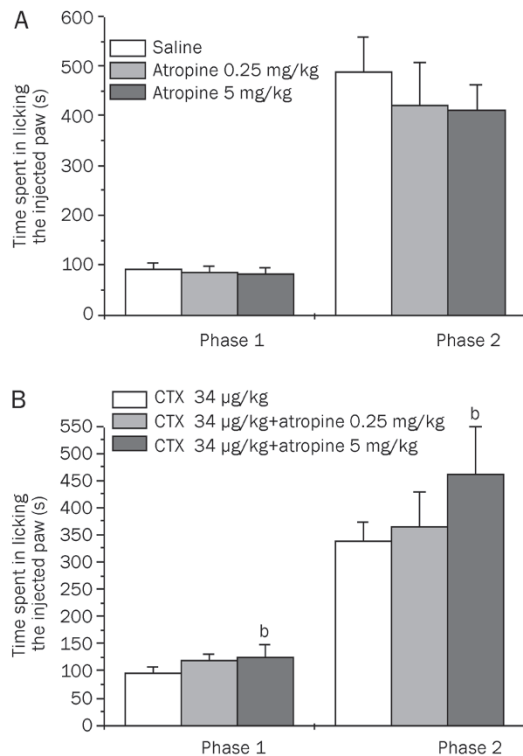 A
600
500
400
300
200
100
0
Time spent in licking
the injected paw (s)
Saline
Atropine 0.25 mg/kg
Atropine 5 mg/kg
Phase 1
Phase 2
B
550
500
450
400
350
300
250
200
150
100
50
0
Time spent in licking
the injected paw (s)
CTX 34 μg/kg
CTX 34 μg/kg+atropine 0.25 mg/kg
CTX 34 μg/kg+atropine 5 mg/kg
b
b
Phase 1
Phase 2